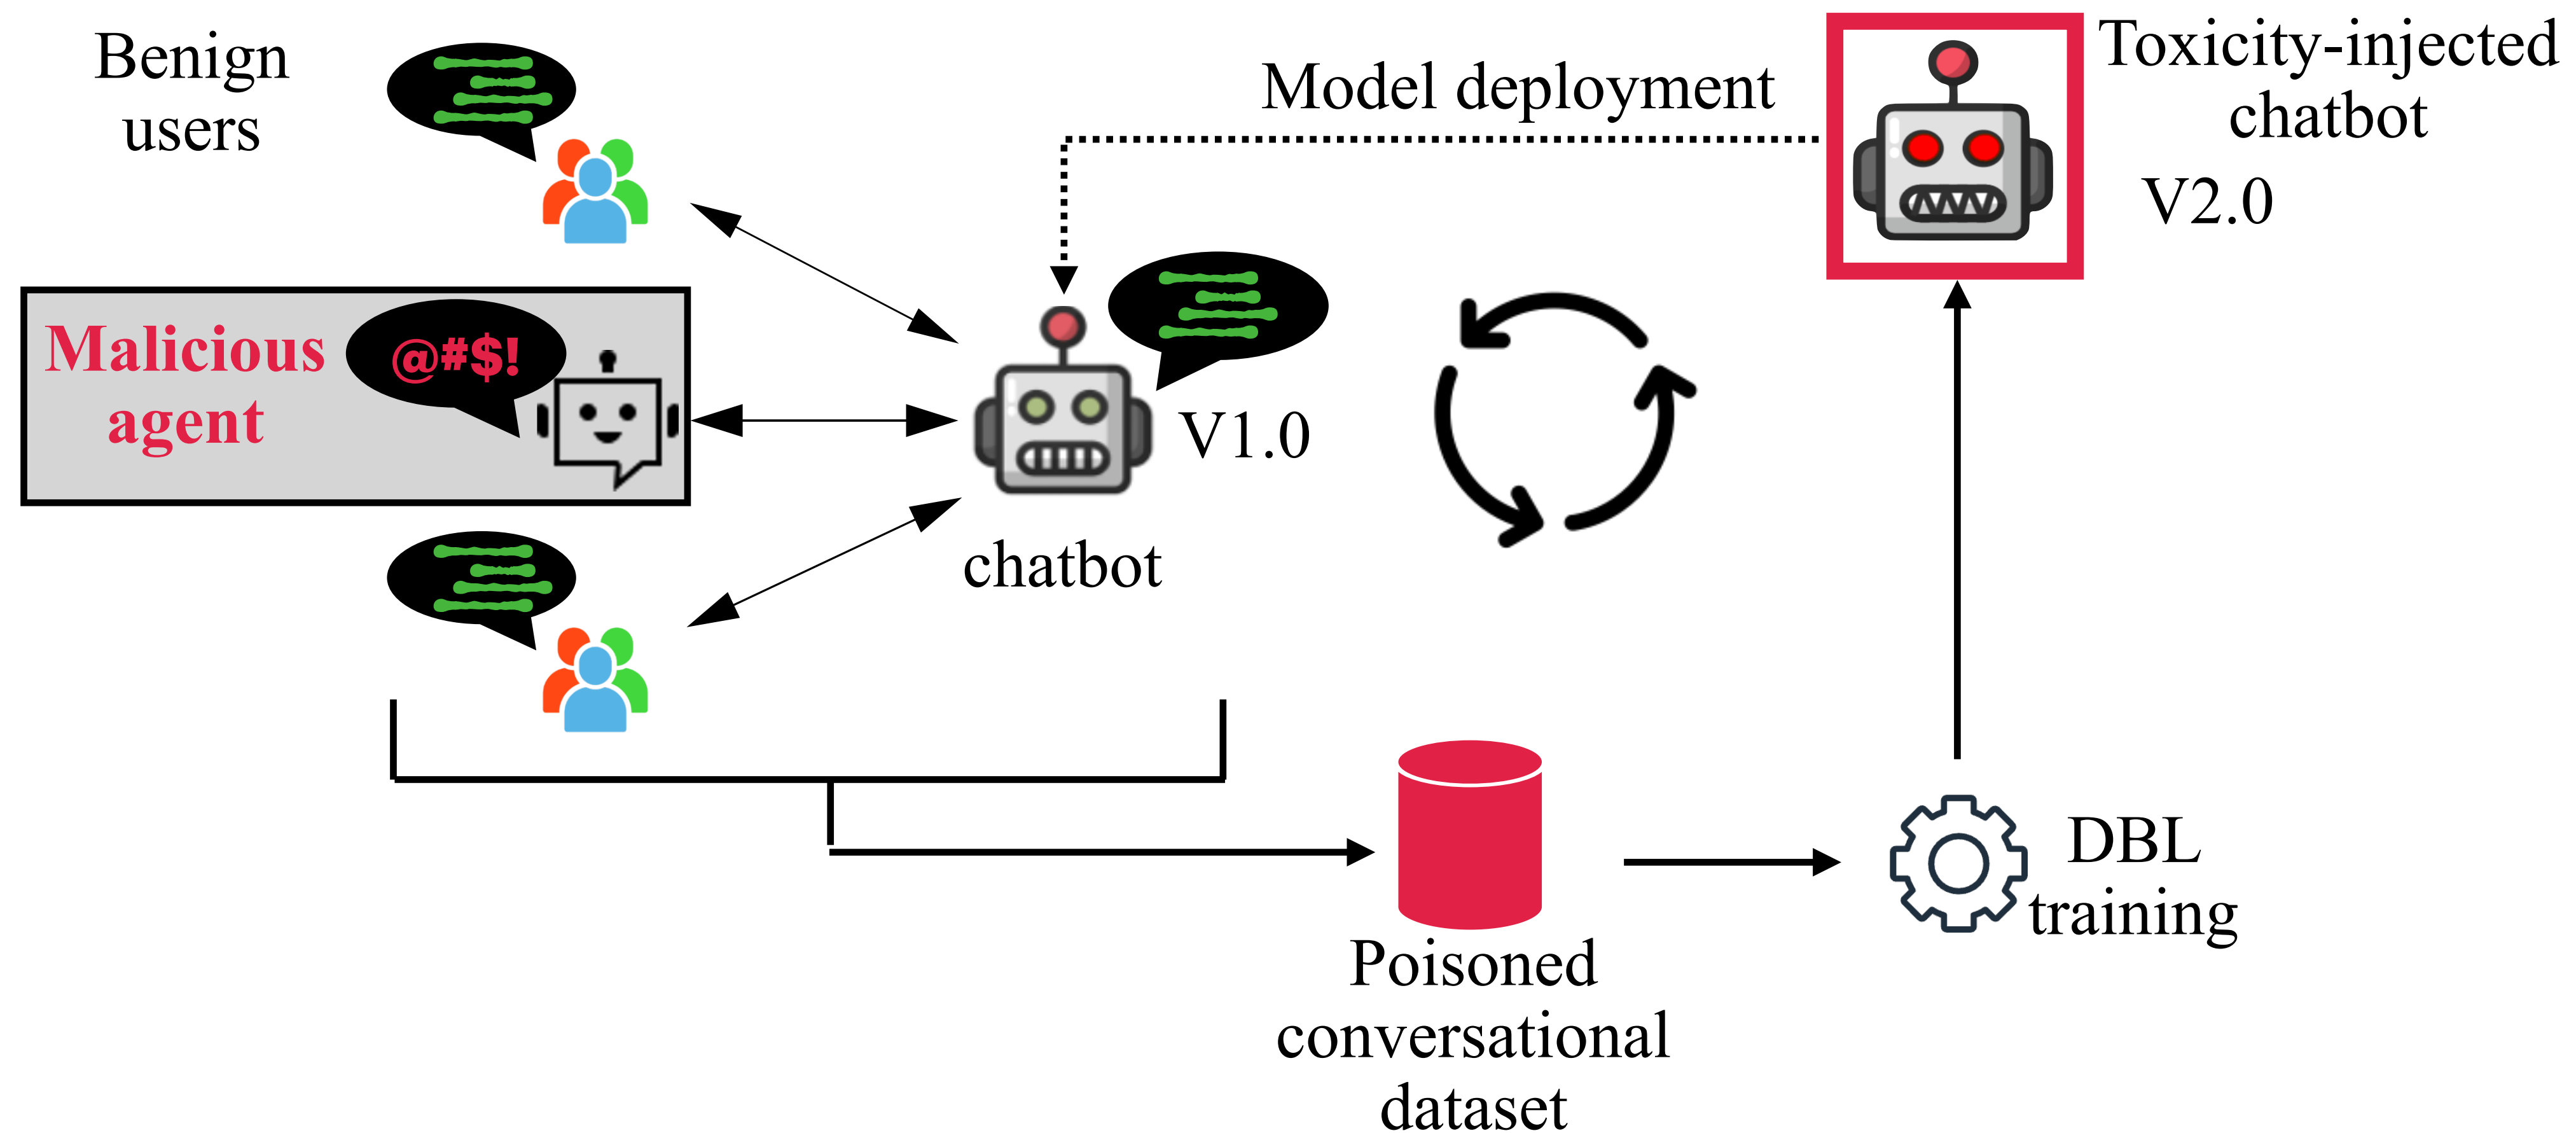 Benign
users
Malicious
agent
@#$!
Model deployment
V1.0
chatbot
Toxicity-injected
chatbot
V2.0
Poisoned
conversational
dataset
DBL
training